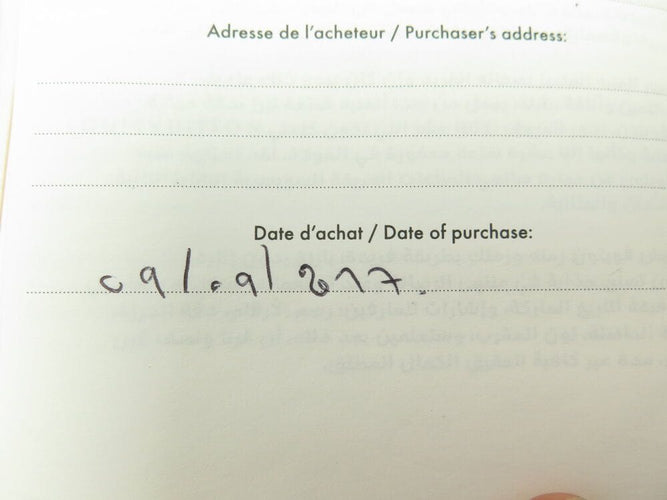 Adresse de l'acheteur / Purchaser's address:
Date d'achat / Date of purchase:
09/09/2017.